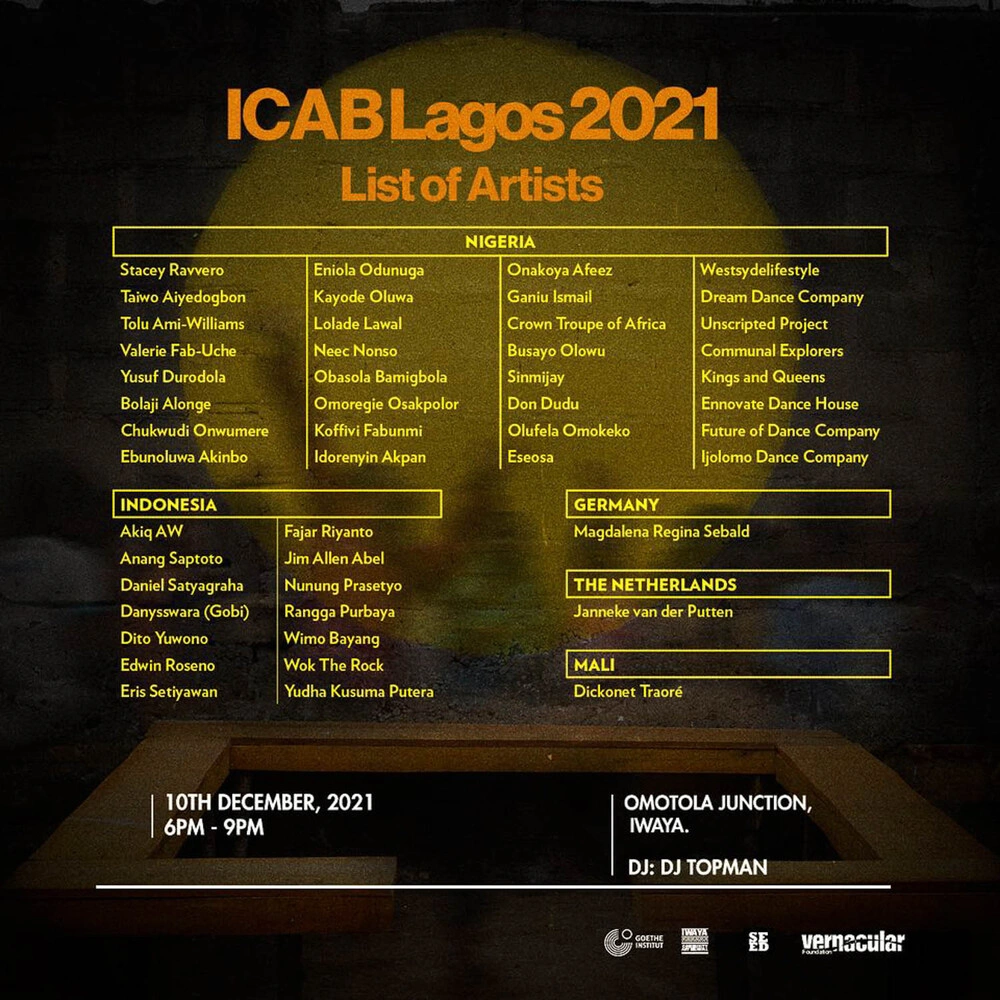 ICAB Lagos 2021
List of Artists
NIGERIA
Stacey Ravvero
Taiwo Aiyedogbon
Tolu Ami-Williams
Valerie Fab-Uche
Yusuf Durodola
Bolaji Alonge
Chukwudi Onwumere
Ebunoluwa Akinbo
Eniola Odunuga
Kayode Oluwa
Lolade Lawal
Neec Nonso
Obasola Bamigbola
Omoregie Osakpolor
Koffivi Fabunmi
Idorenyin Akpan
Onakoya Afeez
Ganiu Ismail
Crown Troupe of Africa
Busayo Olowu
Sinmijay
Don Dudu
Olufela Omokeko
Eseosa
Westsydelifestyle
Dream Dance Company
Unscripted Project
Communal Explorers
Kings and Queens
Ennovate Dance House
Future of Dance Company
Ijolomo Dance Company
INDONESIA
Akiq AW
Anang Saptoto
Daniel Satyagraha
Danysswara (Gobi)
Dito Yuwono
Edwin Roseno
Eris Setiyawan
Fajar Riyanto
Jim Allen Abel
Nunung Prasetyo
Rangga Purbaya
Wimo Bayang
Wok The Rock
Yudha Kusuma Putera
GERMANY
Magdalena Regina Sebald
THE NETHERLANDS
Janneke van der Putten
MALI
Dickonet Traoré
10TH DECEMBER, 2021
6PM - 9PM
OMOTOLA JUNCTION,
IWAYA.
DJ: DJ TOPMAN
GOETHE
INSTITUT
IWAYA
SE
ED
vernacular
Foundation